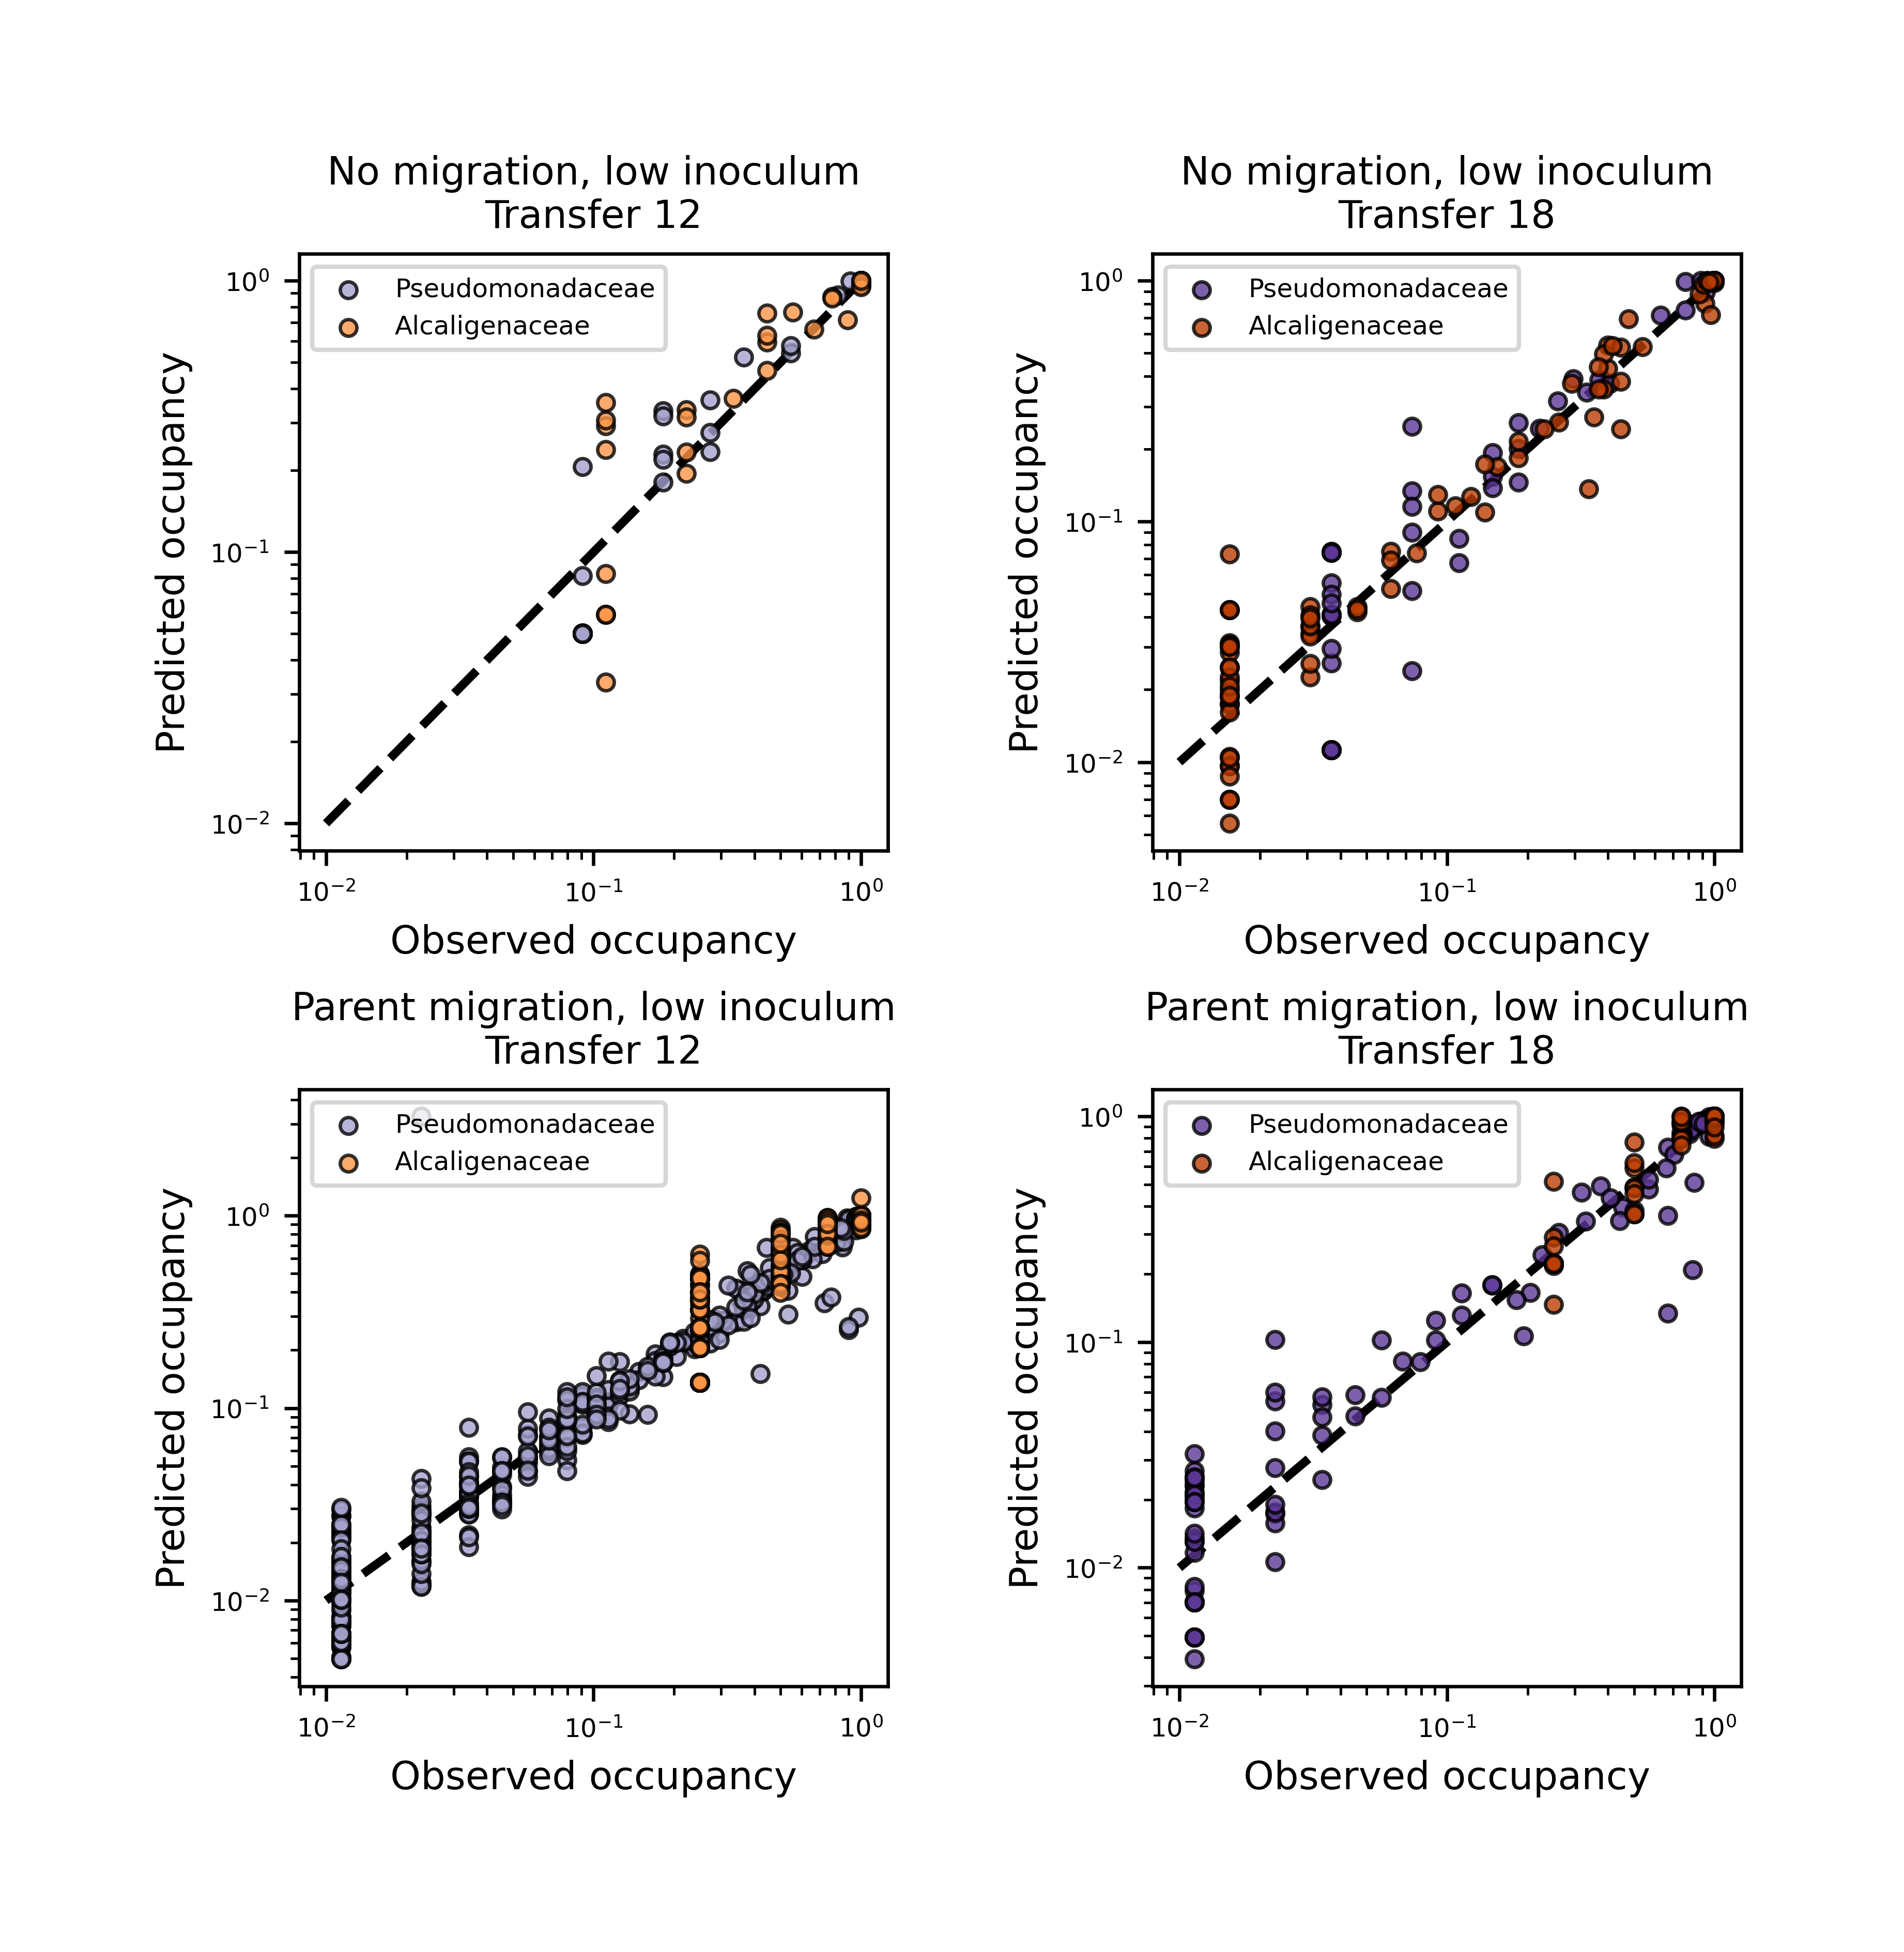 No migration, low inoculum
Transfer 12
Pseudomonadaceae
Alcaligenaceae
10⁰
10⁻¹
10⁻²
Predicted occupancy
10⁻² 10⁻¹ 10⁰
Observed occupancy
No migration, low inoculum
Transfer 18
Pseudomonadaceae
Alcaligenaceae
10⁰
10⁻¹
10⁻²
Predicted occupancy
10⁻² 10⁻¹ 10⁰
Observed occupancy
Parent migration, low inoculum
Transfer 12
Pseudomonadaceae
Alcaligenaceae
10⁰
10⁻¹
10⁻²
Predicted occupancy
10⁻² 10⁻¹ 10⁰
Observed occupancy
Parent migration, low inoculum
Transfer 18
Pseudomonadaceae
Alcaligenaceae
10⁰
10⁻¹
10⁻²
Predicted occupancy
10⁻² 10⁻¹ 10⁰
Observed occupancy